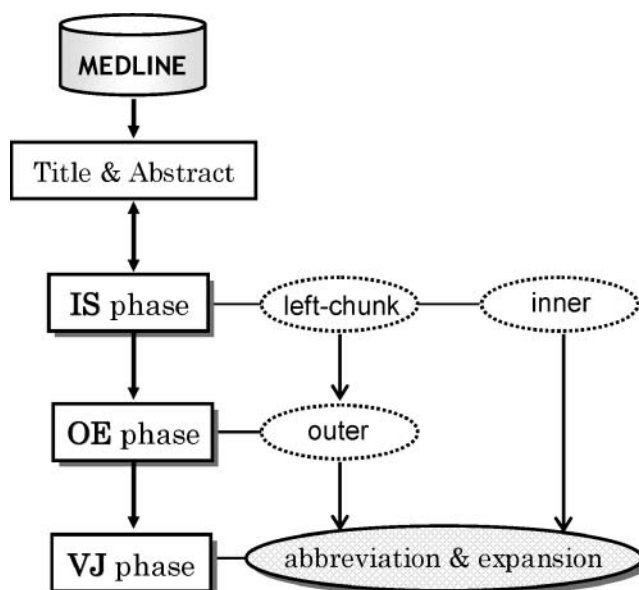 MEDLINE
Title & Abstract
IS phase
left-chunk
inner
OE phase
outer
VJ phase
abbreviation & expansion